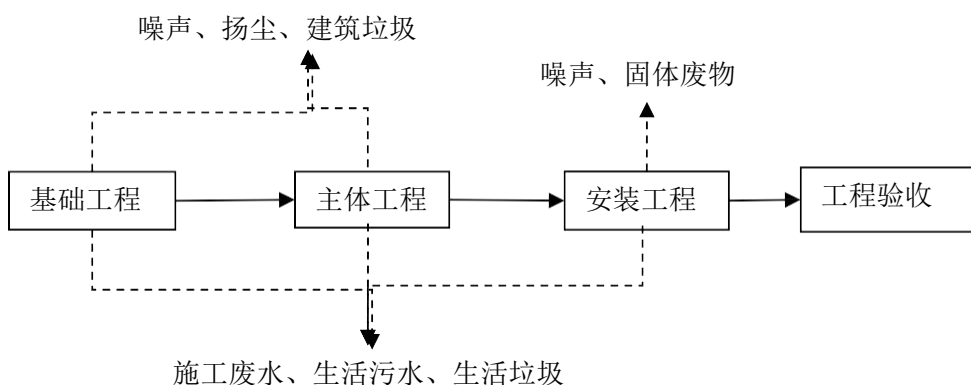 噪声、扬尘、建筑垃圾
噪声、固体废物
基础工程
主体工程
安装工程
工程验收
施工废水、生活污水、生活垃圾